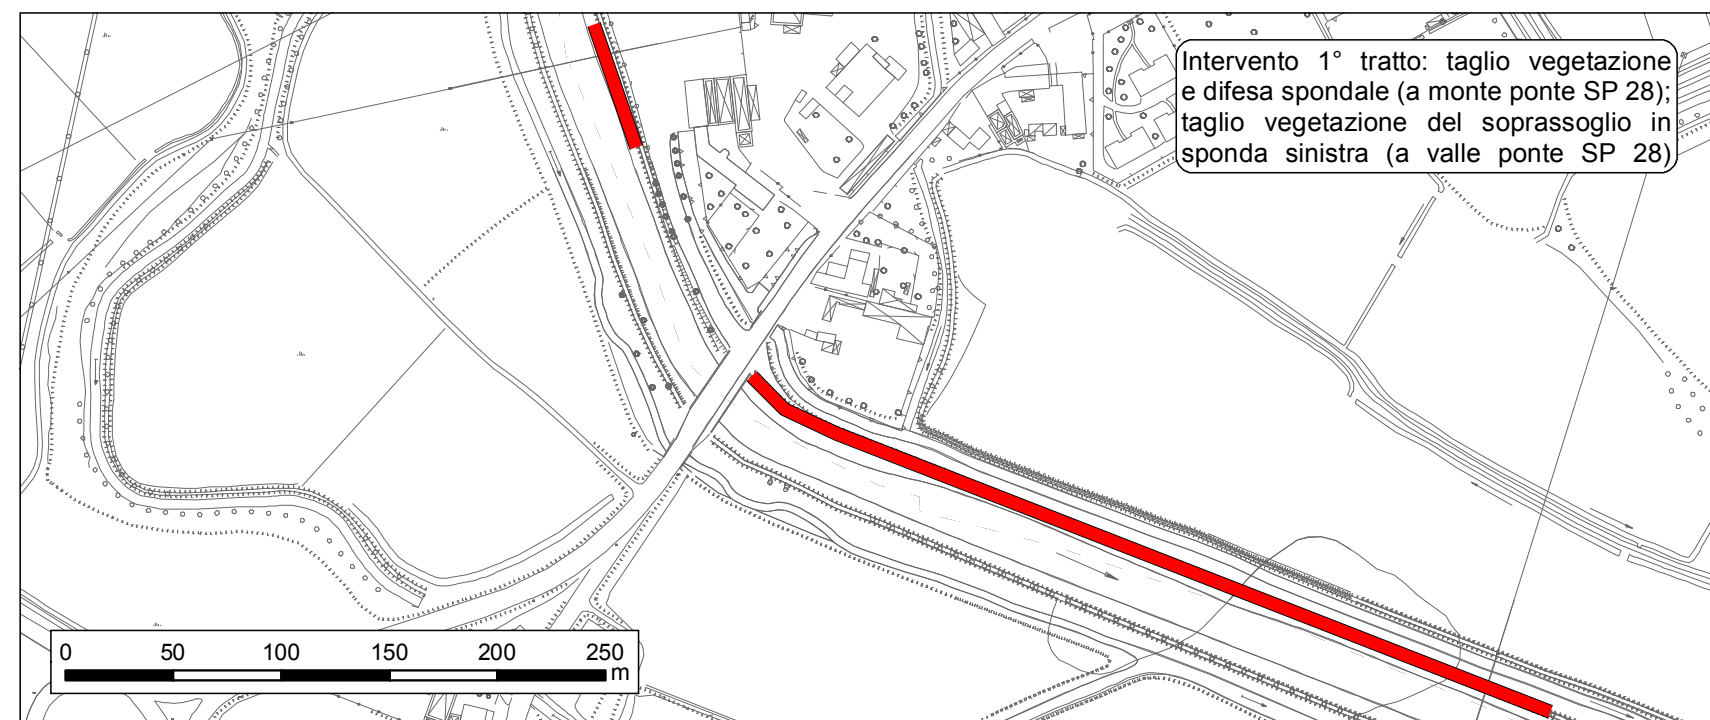 Intervento 1° tratto: taglio vegetazione
e difesa spondale (a monte ponte SP 28);
taglio vegetazione del soprassoglio in
sponda sinistra (a valle ponte SP 28)
0 50 100 150 200 250
m